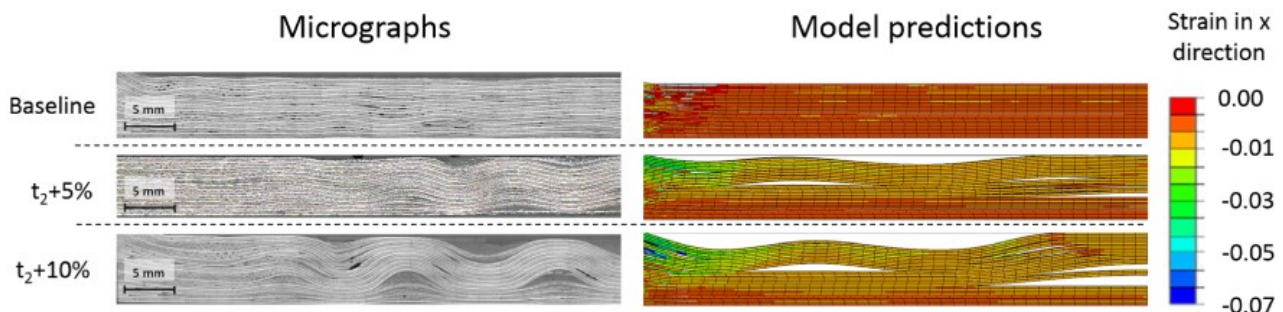 Micrographs
Model predictions
Strain in x
direction
Baseline
5 mm
t₂+5%
5 mm
t₂+10%
5 mm
0.00
-0.01
-0.03
-0.05
-0.07